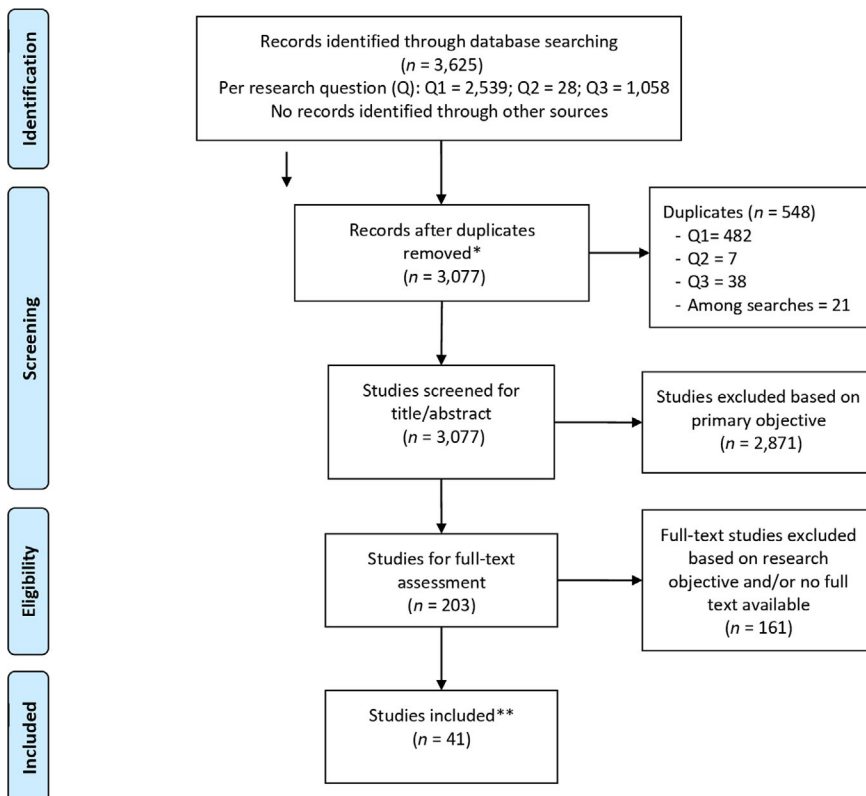 Identification
Records identified through database searching
(n = 3,625)
Per research question (Q): Q1 = 2,539; Q2 = 28; Q3 = 1,058
No records identified through other sources
Screening
Records after duplicates
removed*
(n = 3,077)
Duplicates (n = 548)
- Q1= 482
- Q2 = 7
- Q3 = 38
- Among searches = 21
Studies screened for
title/abstract
(n = 3,077)
Studies excluded based on
primary objective
(n = 2,871)
Eligibility
Studies for full-text
assessment
(n = 203)
Full-text studies excluded
based on research
objective and/or no full
text available
(n = 161)
Included
Studies included**
(n = 41)